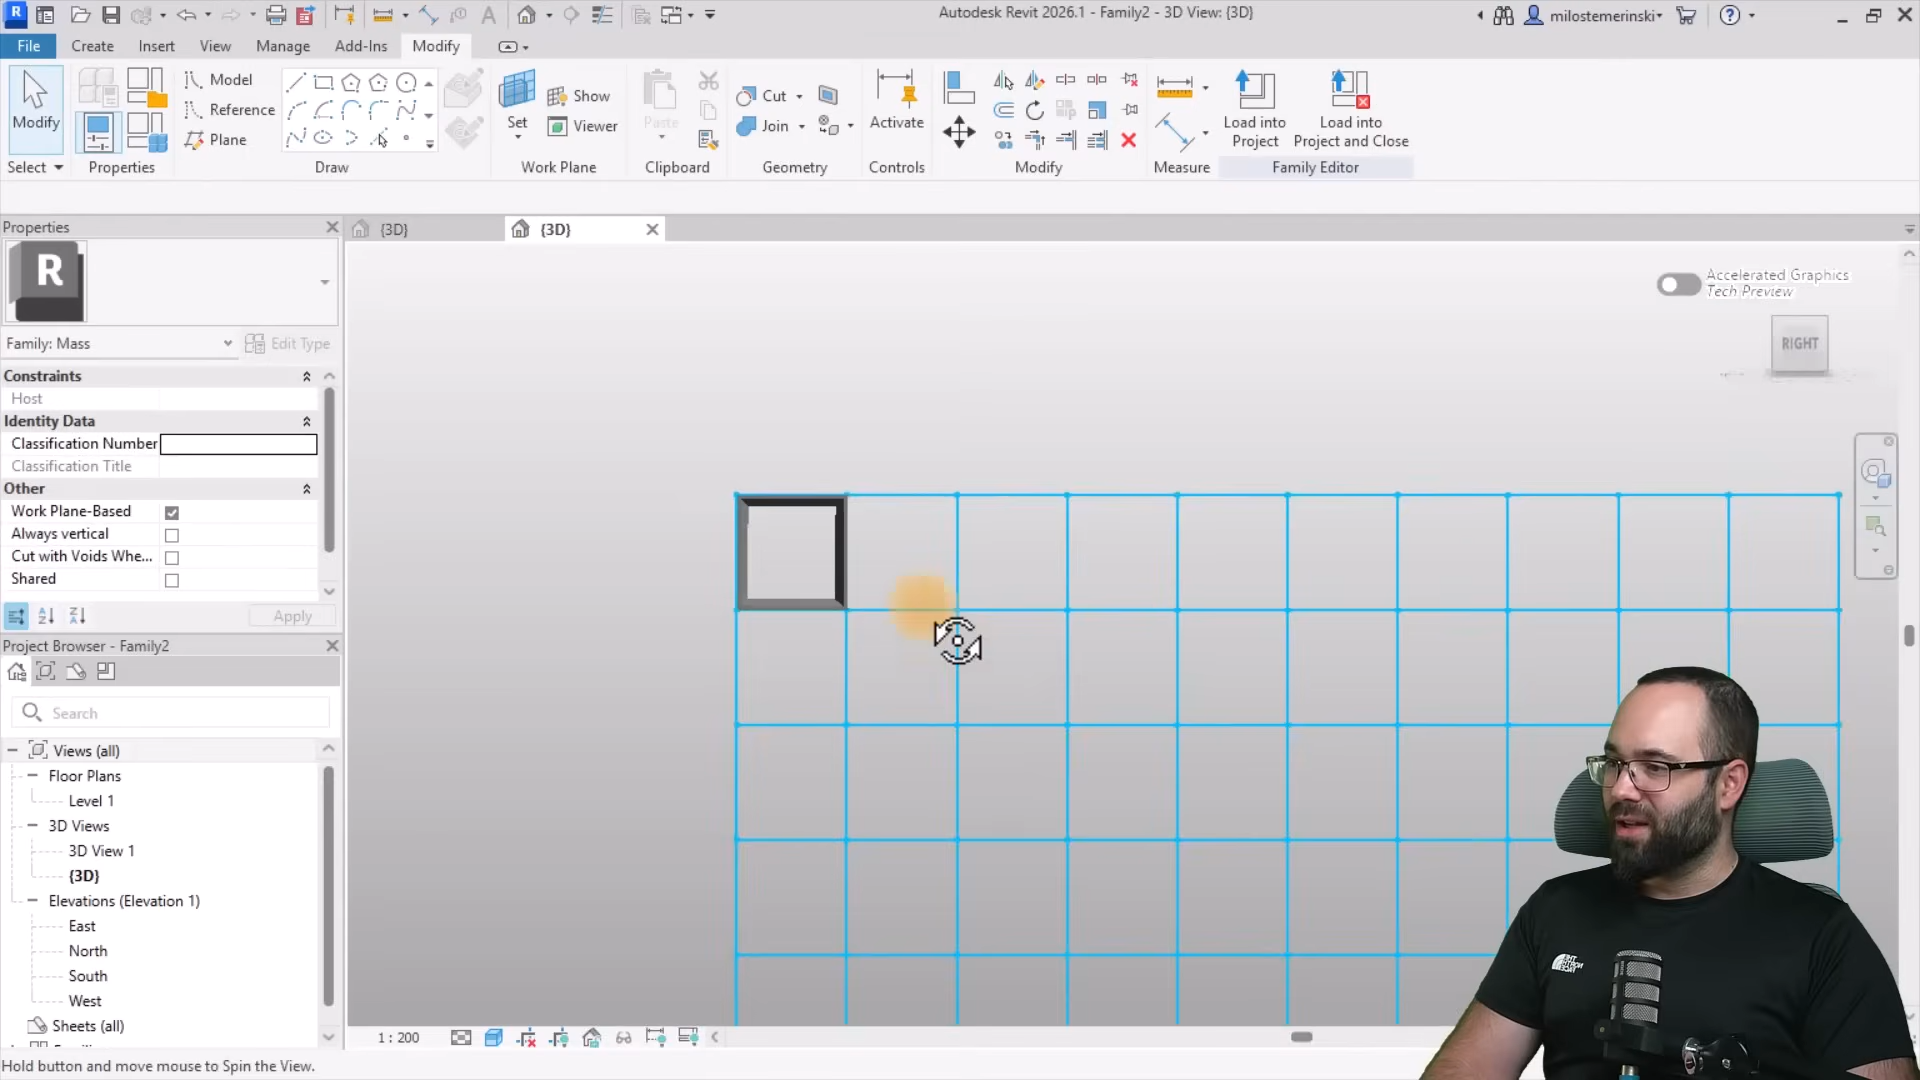 R
Autodesk Revit 2026.1 - Family2 - 3D View: {3D}
milostemerinski
File
Create
Insert
View
Manage
Add-Ins
Modify
Modify
Select
Properties
Model
Reference
Plane
Draw
Set
Show
Viewer
Work Plane
Paste
Clipboard
Cut
Join
Geometry
Activate
Controls
Modify
Measure
Load into
Project
Load into
Project and Close
Family Editor
Properties
{3D}
{3D}
R
Family: Mass
Edit Type
Constraints
Host
Identity Data
Classification Number
Classification Title
Other
Work Plane-Based
Always vertical
Cut with Voids Whe...
Shared
Apply
Project Browser - Family2
Search
Views (all)
Floor Plans
Level 1
3D Views
3D View 1
{3D}
Elevations (Elevation 1)
East
North
South
West
Sheets (all)
Accelerated Graphics
Tech Preview
RIGHT
1 : 200
Hold button and move mouse to Spin the View.
THE
NORTH
FACE